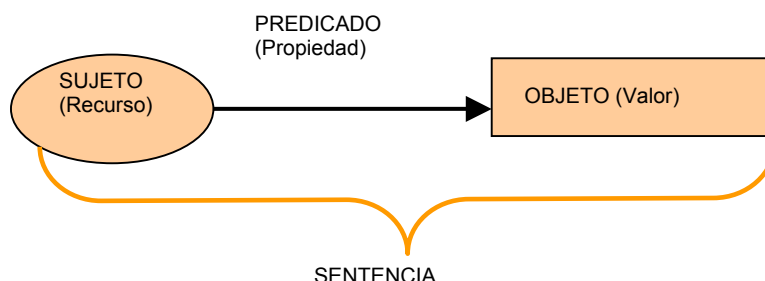 PREDICADO
(Propiedad)
SUJETO
(Recurso)
OBJETO (Valor)
SENTENCIA